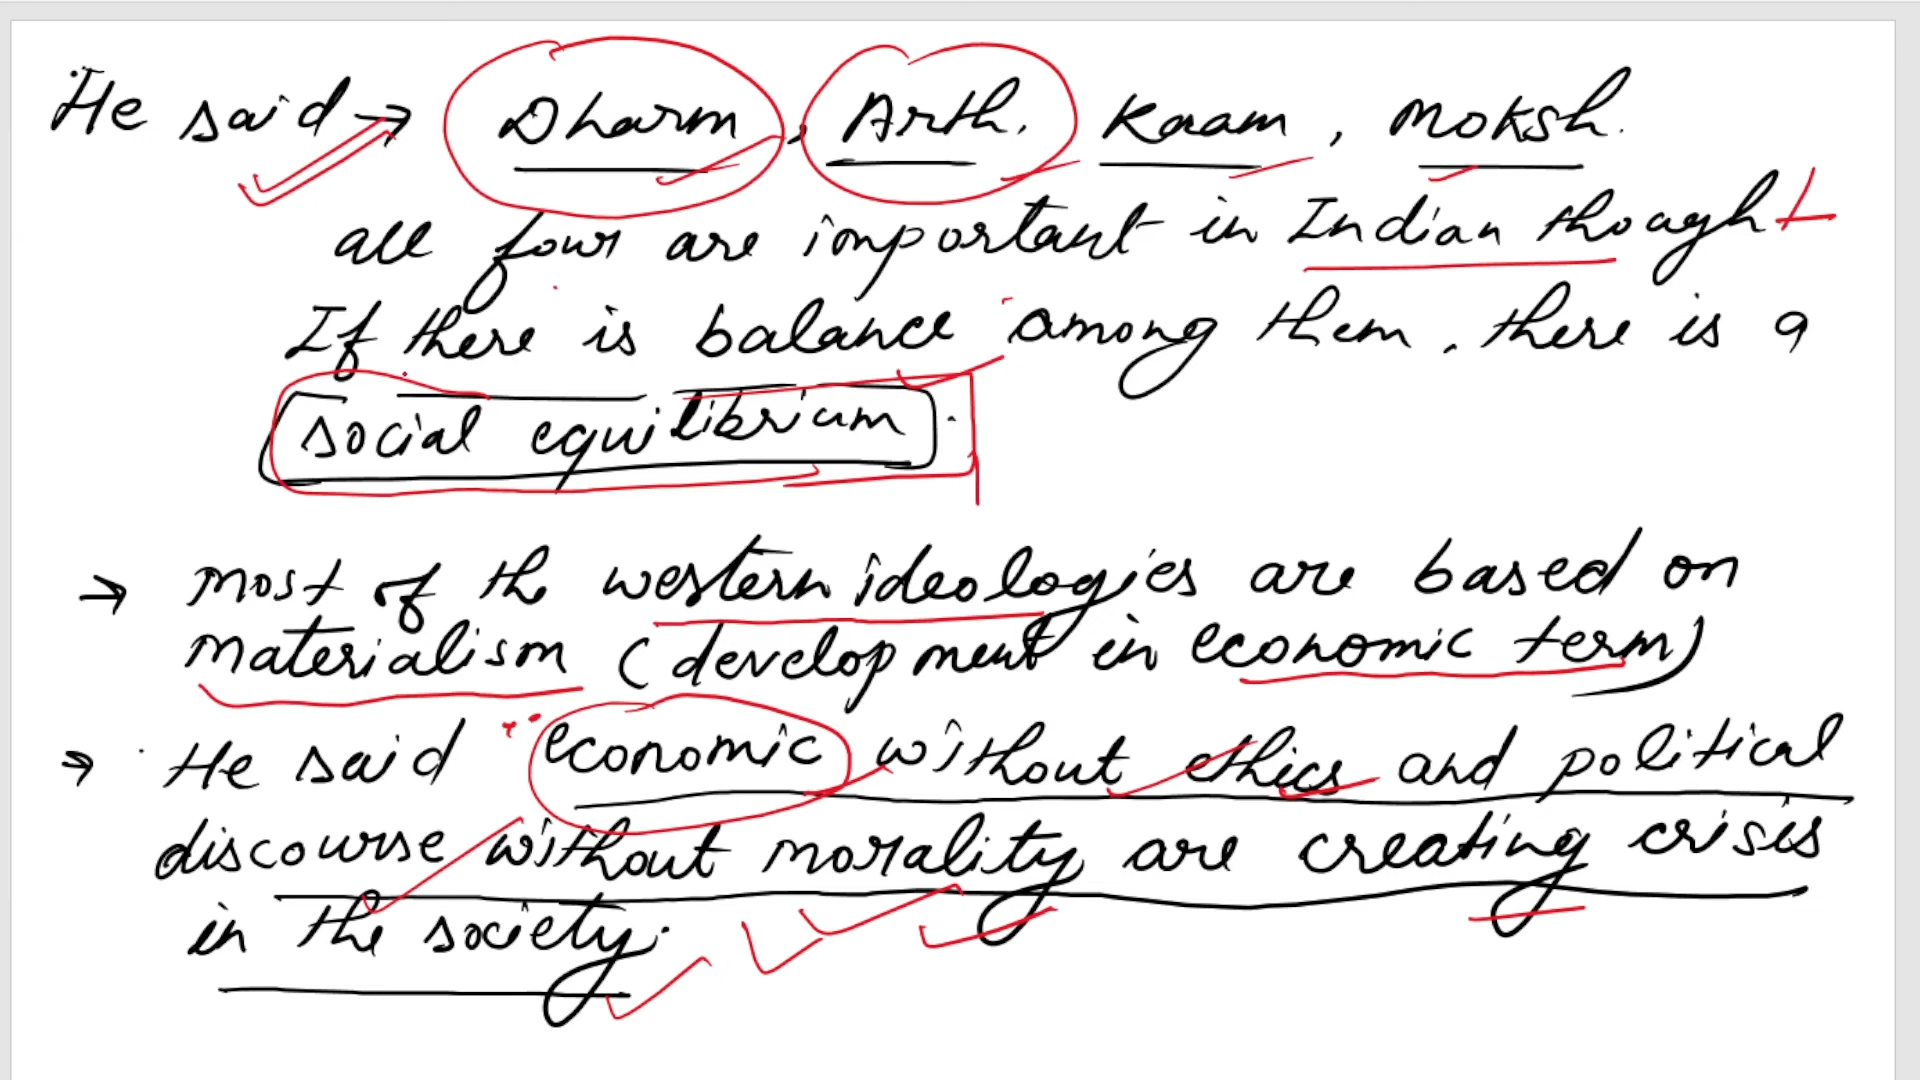 He said → Dharm, Arth, Kaam, Moksh.
all four are important in Indian thought
If there is balance among them, there is a
social equilibrium.
→ most of the western ideologies are based on
materialism (development in economic term)
→ He said "economic without ethics and political
discourse without morality are creating crisis
in the society.